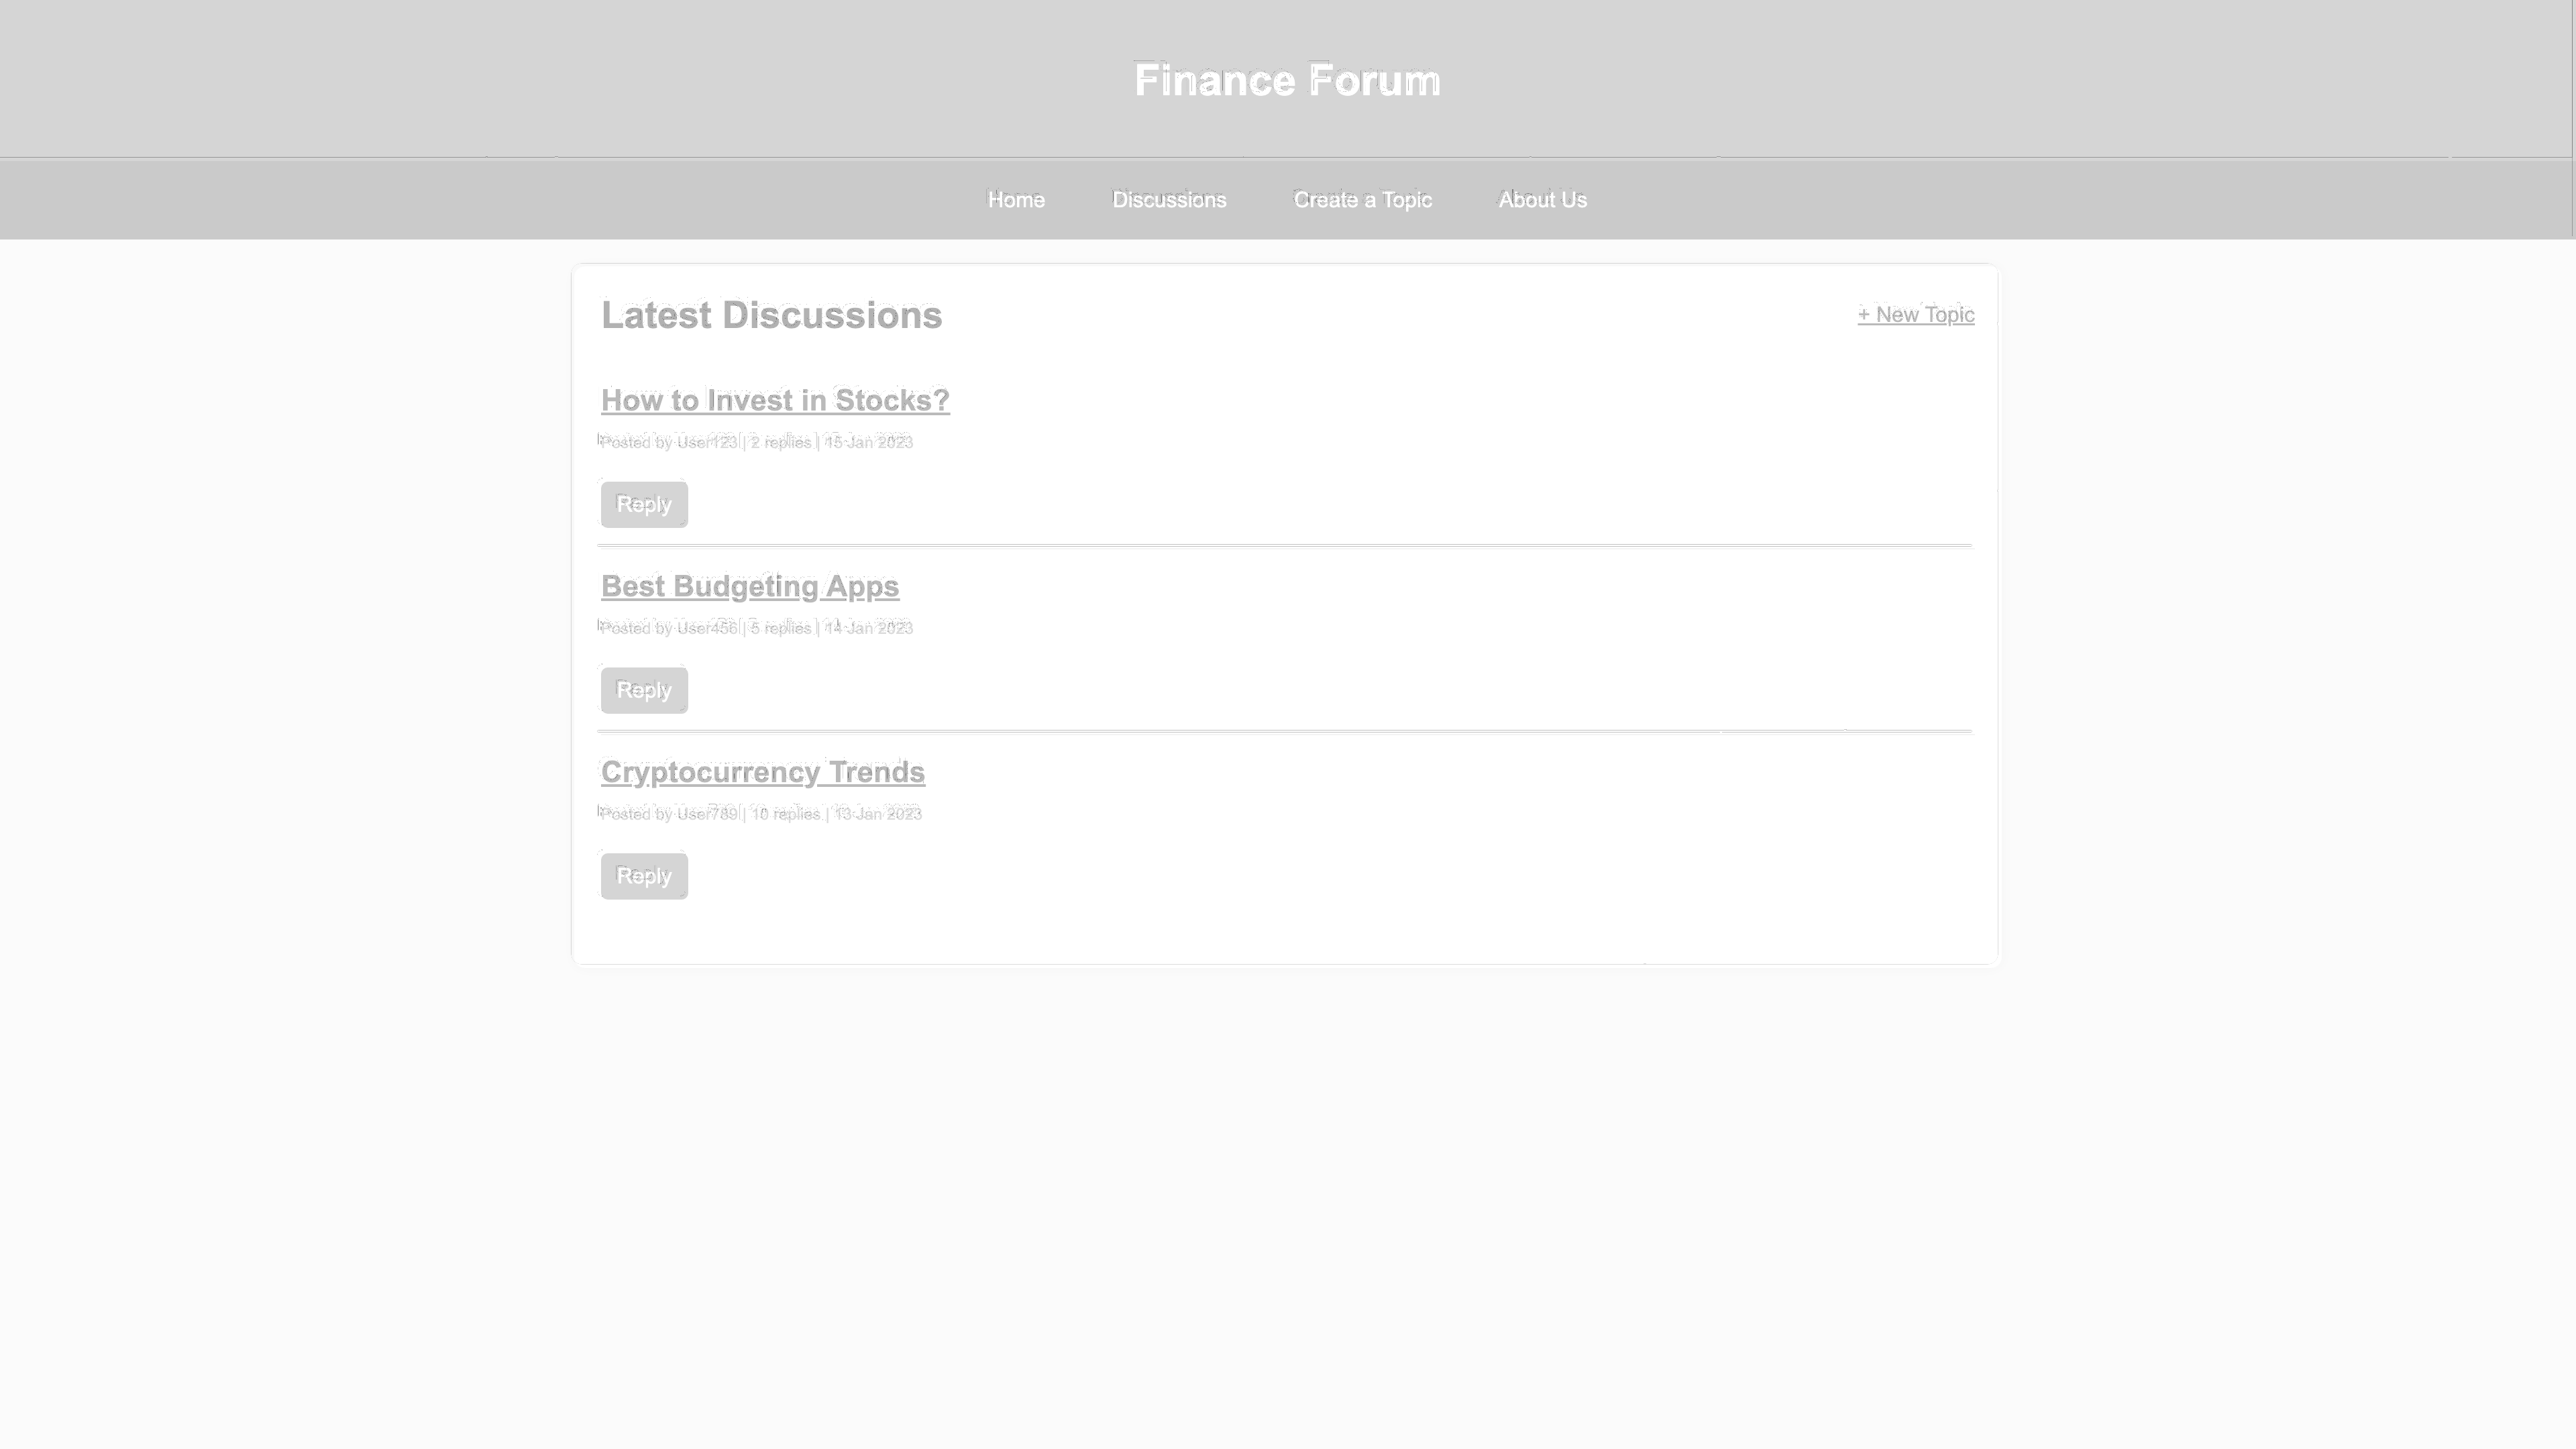 Finance Forum
Home Discussions Create a Topic About Us
Latest Discussions
+ New Topic
How to Invest in Stocks?
Posted by User123 | 2 replies | 15 Jan 2023
Reply
Best Budgeting Apps
Posted by User456 | 5 replies | 14 Jan 2023
Reply
Cryptocurrency Trends
Posted by User789 | 10 replies | 13 Jan 2023
Reply